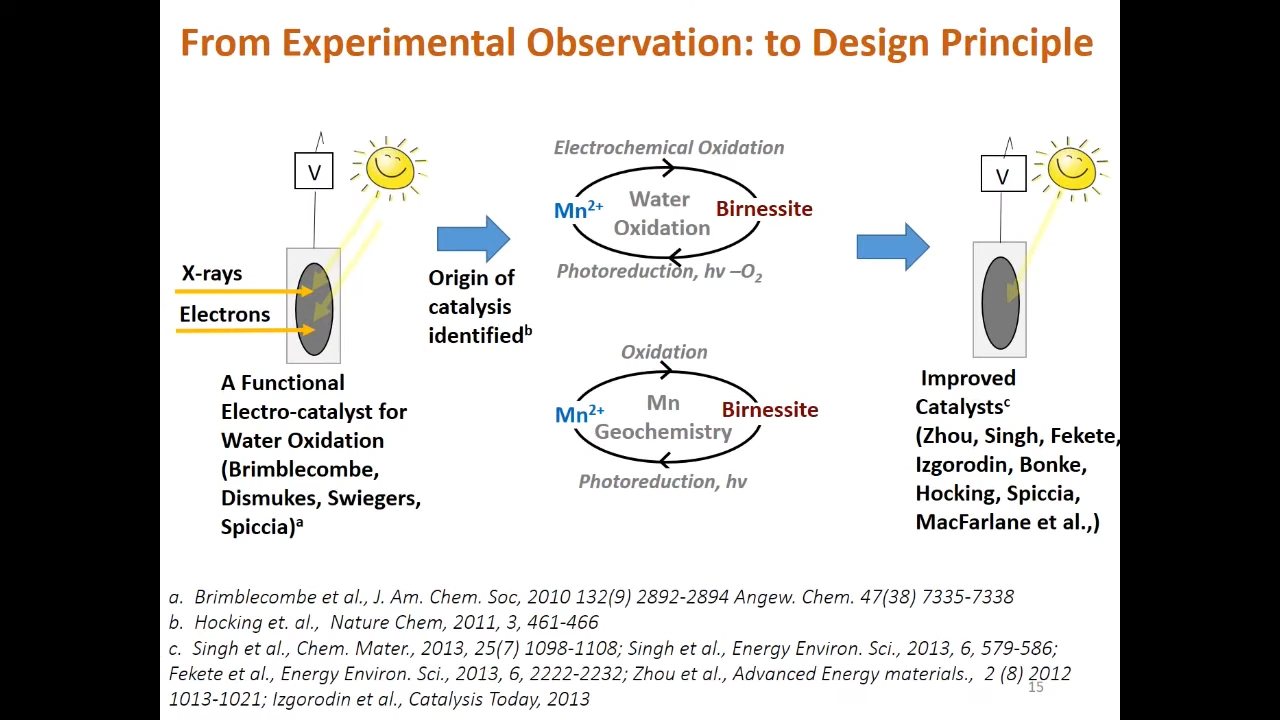 From Experimental Observation: to Design Principle
V
X-rays
Electrons
A Functional
Electro-catalyst for
Water Oxidation
(Brimblecombe,
Dismukes, Swiegers,
Spiccia)ᵃ
Origin of
catalysis
identifiedᵇ
Electrochemical Oxidation
Mn²⁺
Water
Oxidation
Birnessite
Photoreduction, hv –O₂
Oxidation
Mn²⁺
Mn
Geochemistry
Birnessite
Photoreduction, hv
V
Improved
Catalystsᶜ
(Zhou, Singh, Fekete,
Izgorodin, Bonke,
Hocking, Spiccia,
MacFarlane et al.,)
a. Brimblecombe et al., J. Am. Chem. Soc, 2010 132(9) 2892-2894 Angew. Chem. 47(38) 7335-7338
b. Hocking et. al., Nature Chem, 2011, 3, 461-466
c. Singh et al., Chem. Mater., 2013, 25(7) 1098-1108; Singh et al., Energy Environ. Sci., 2013, 6, 579-586;
Fekete et al., Energy Environ. Sci., 2013, 6, 2222-2232; Zhou et al., Advanced Energy materials., 2 (8) 2012
1013-1021; Izgorodin et al., Catalysis Today, 2013
15